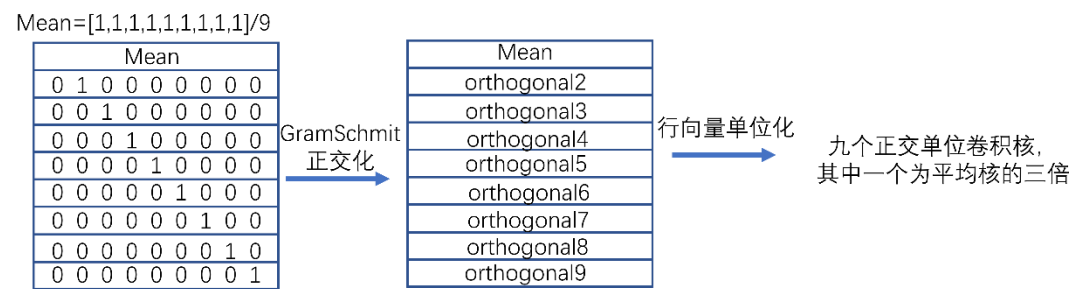 Mean=[1,1,1,1,1,1,1,1,1]/9
Mean
0 1 0 0 0 0 0 0 0
0 0 1 0 0 0 0 0 0
0 0 0 1 0 0 0 0 0
0 0 0 0 1 0 0 0 0
0 0 0 0 0 1 0 0 0
0 0 0 0 0 0 1 0 0
0 0 0 0 0 0 0 1 0
0 0 0 0 0 0 0 0 1
GramSchmit
正交化
Mean
orthogonal2
orthogonal3
orthogonal4
orthogonal5
orthogonal6
orthogonal7
orthogonal8
orthogonal9
行向量单位化
九个正交单位卷积核,
其中一个为平均核的三倍